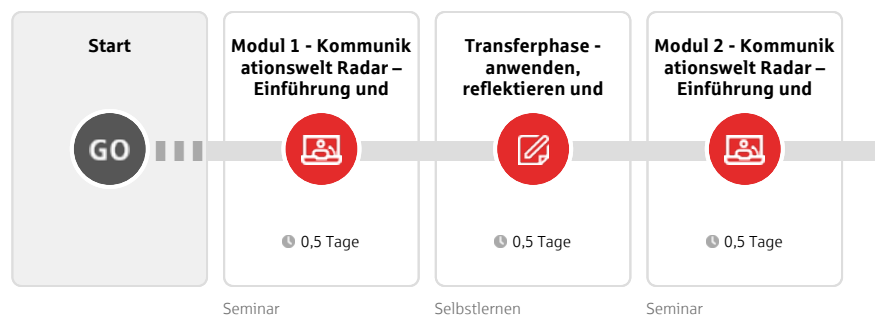 Start
GO
Modul 1 - Kommunik
ationswelt Radar –
Einführung und
0,5 Tage
Seminar
Transferphase -
anwenden,
reflektieren und
0,5 Tage
Selbstlernen
Modul 2 - Kommunik
ationswelt Radar –
Einführung und
0,5 Tage
Seminar